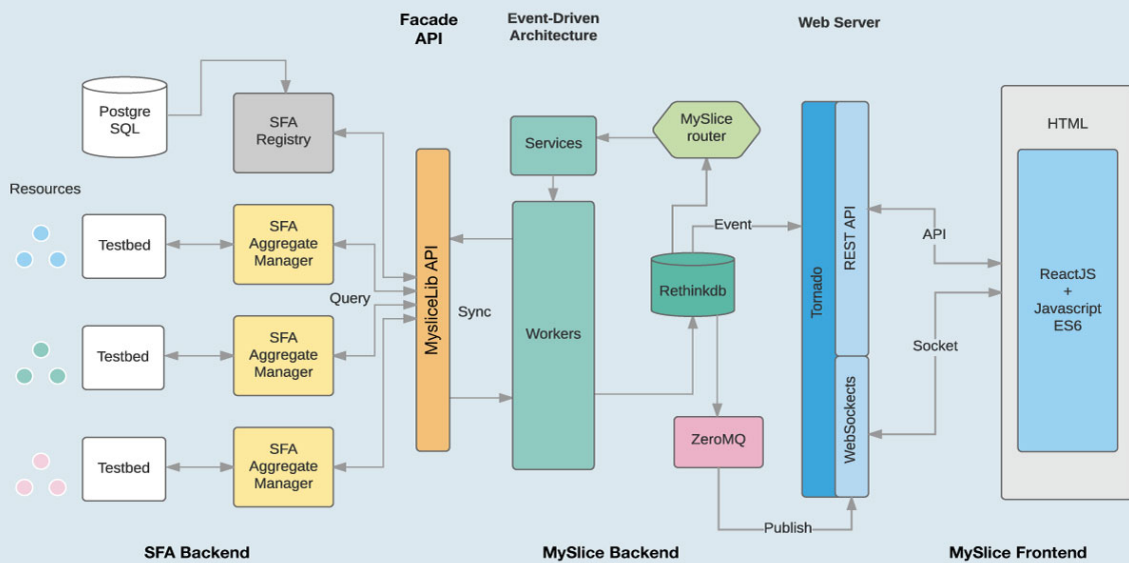 Facade
API
Event-Driven
Architecture
Web Server
Postgre
SQL
SFA
Registry
Services
MySlice
router
HTML
Resources
Testbed
SFA
Aggregate
Manager
Query
MysliceLib API
Sync
Workers
Rethinkdb
Event
Tornado
REST API
API
ReactJS
+
Javascript
ES6
Testbed
SFA
Aggregate
Manager
Socket
ZeroMQ
WebSockects
Testbed
SFA
Aggregate
Manager
Publish
SFA Backend
MySlice Backend
MySlice Frontend